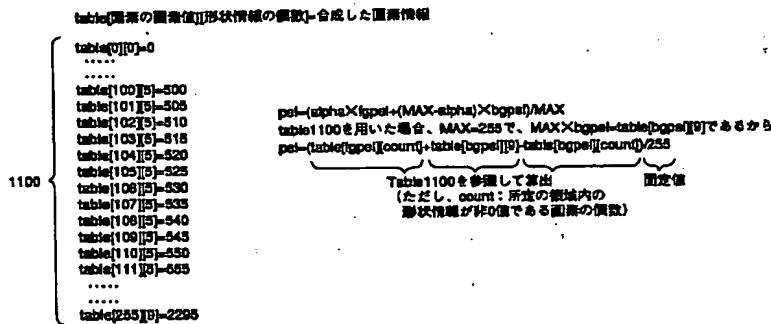 table[画素の画素値][形状情報の個数]=合成した画素情報
table[0][0]=0
.....
.....
table[100][5]=500
table[101][5]=505
table[102][5]=510
table[103][5]=515
table[104][5]=520
table[105][5]=525
table[106][5]=530
table[107][5]=535
table[108][5]=540
table[109][5]=545
table[110][5]=550
table[111][5]=555
.....
.....
table[255][9]=2295
1100
pel=(alpha×fgpel+(MAX-alpha)×bgpel)/MAX
table1100を用いた場合、MAX=255で、MAX×bgpel=table[bgpel][9]であるから
pel=(table[fgpel][count]+table[bgpel][9]-table[bgpel][count])/255
Table1100を参照して算出
固定値
(ただし、count：所定の領域内の
形状情報が非0値である画素の個数)